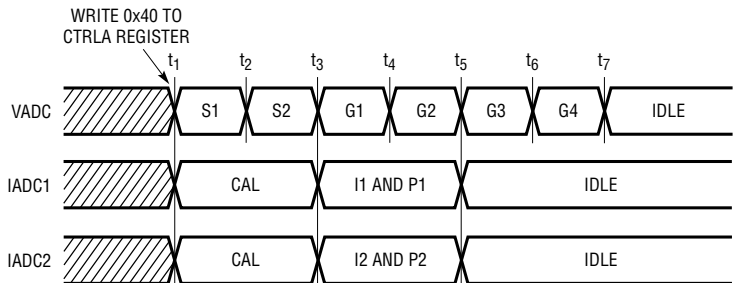 WRITE 0x40 TO
CTRLA REGISTER
t1 t2 t3 t4 t5 t6 t7
VADC S1 S2 G1 G2 G3 G4 IDLE
IADC1 CAL I1 AND P1 IDLE
IADC2 CAL I2 AND P2 IDLE